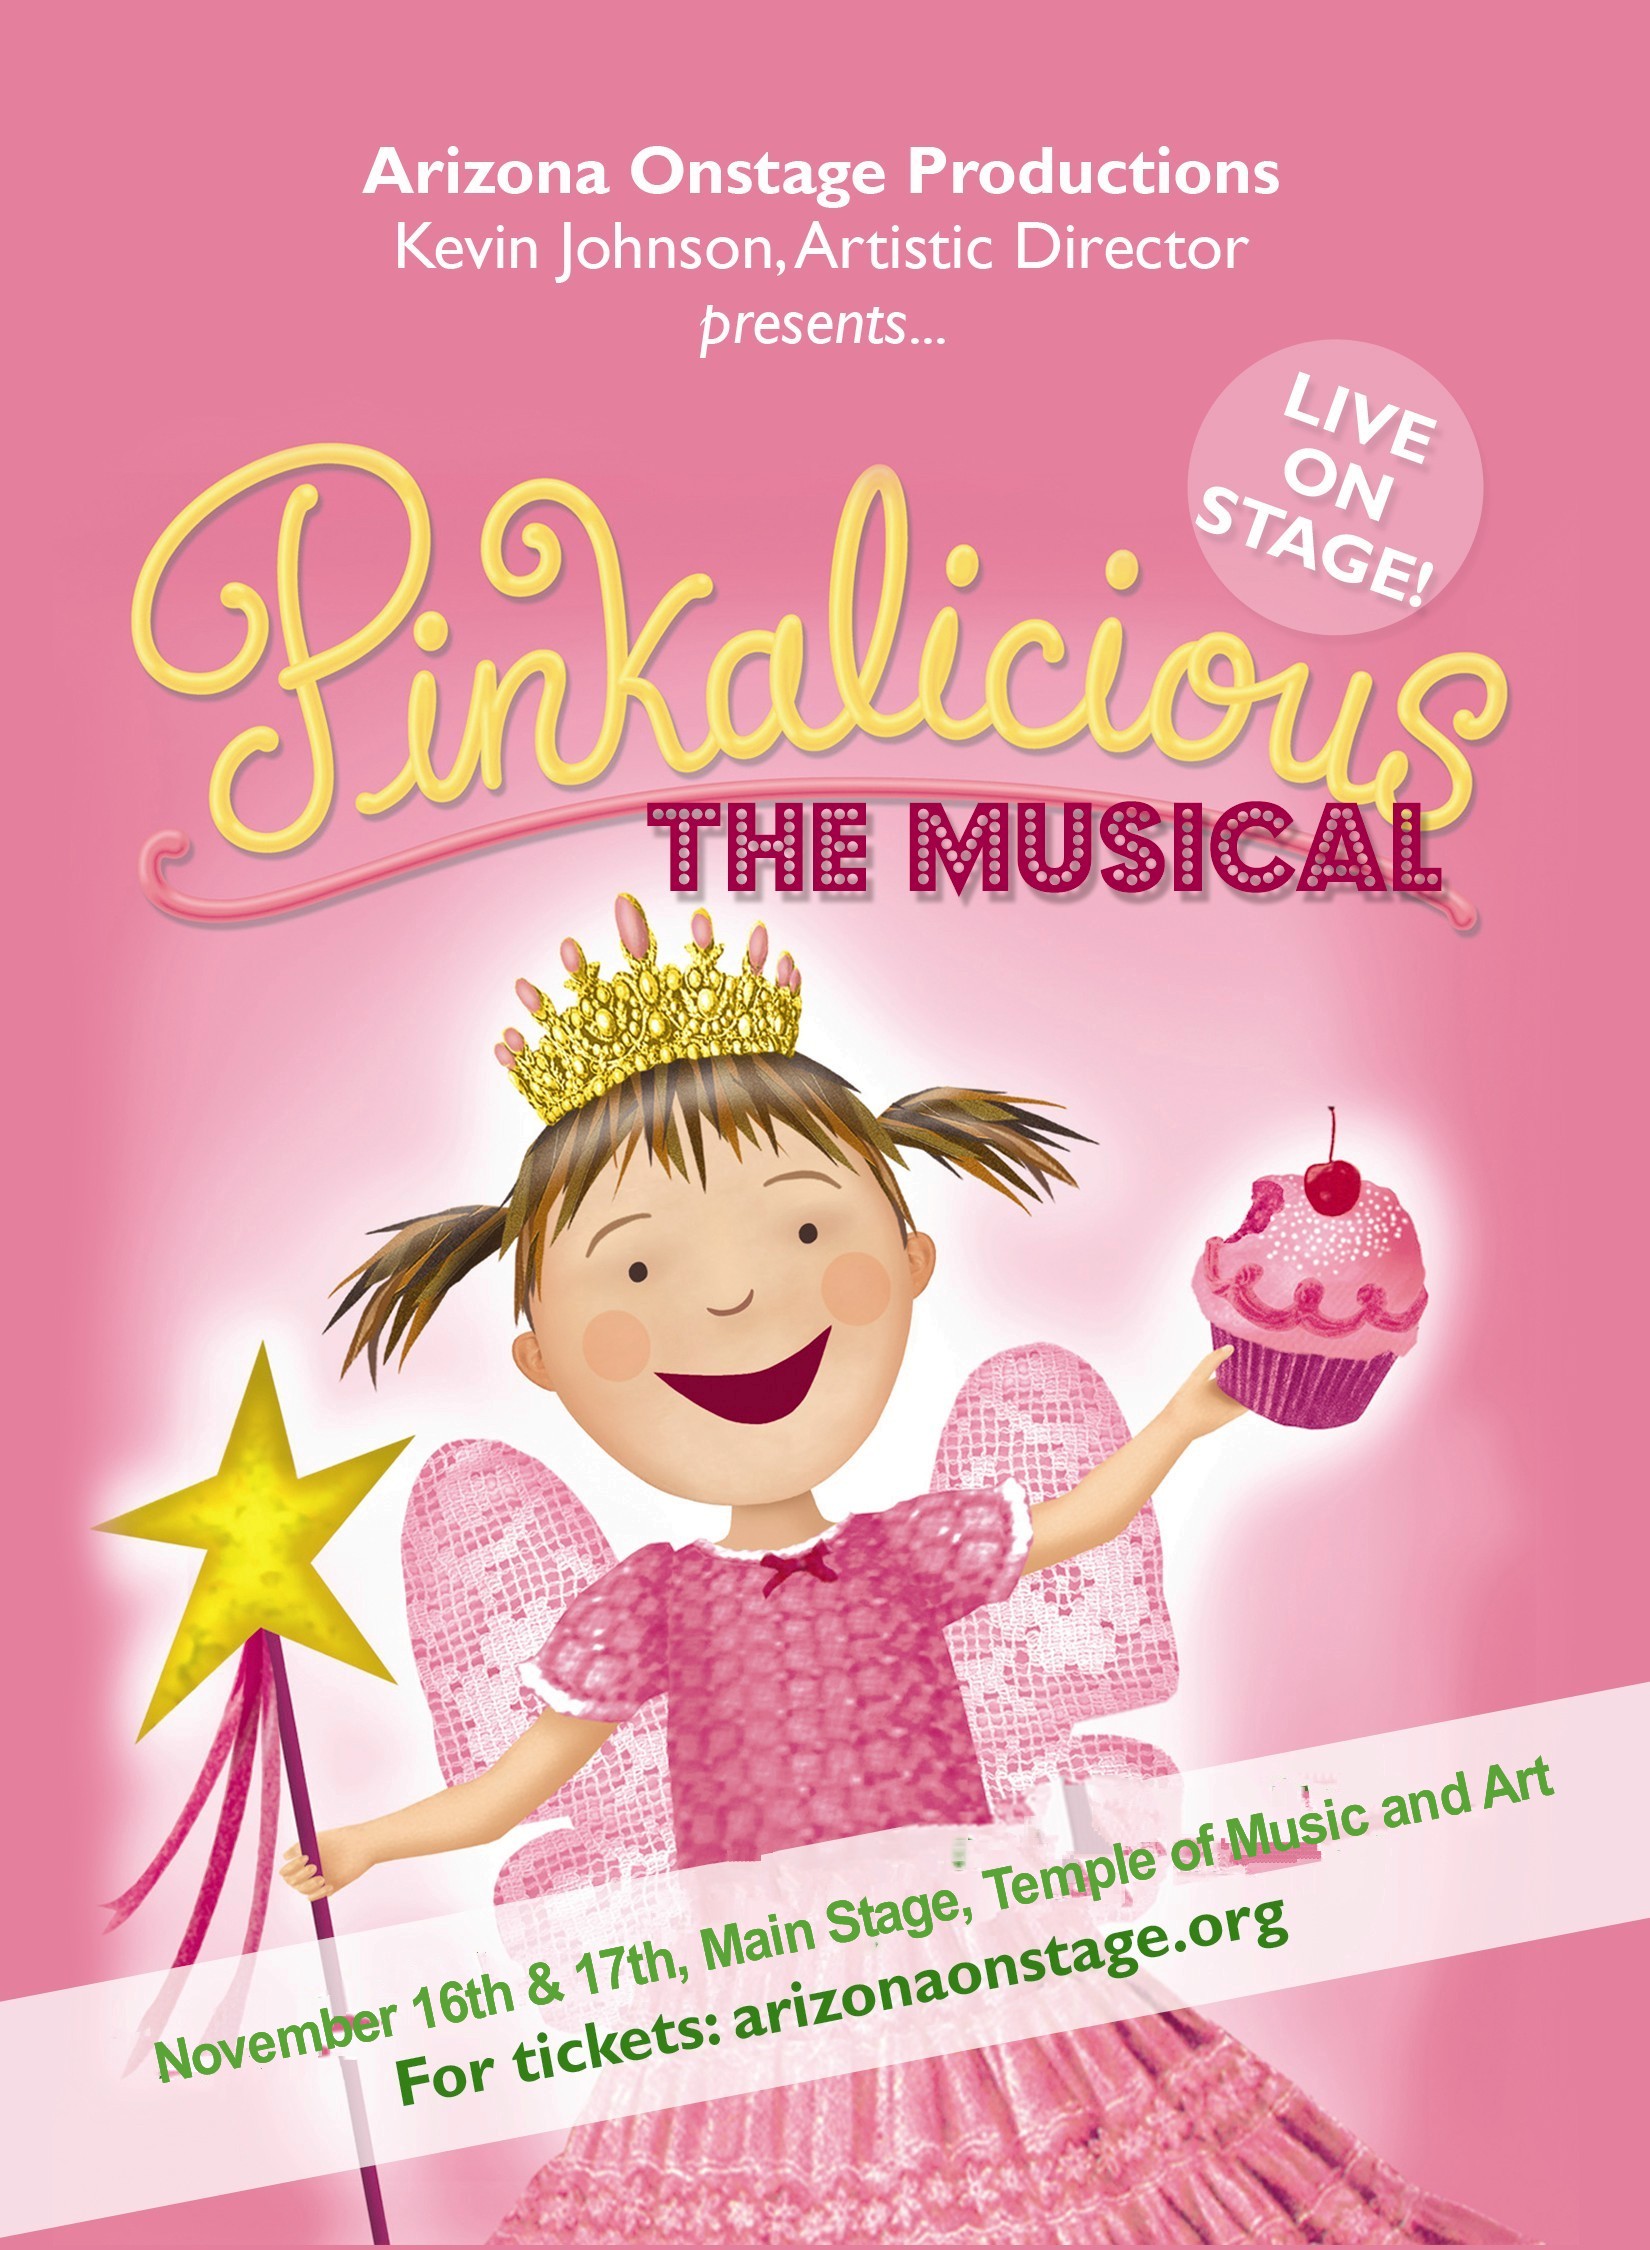 Arizona Onstage Productions
Kevin Johnson, Artistic Director
presents...
LIVE
ON
STAGE!
Pinkalicious
THE MUSICAL
November 16th & 17th, Main Stage, Temple of Music and Art
For tickets: arizonaonstage.org